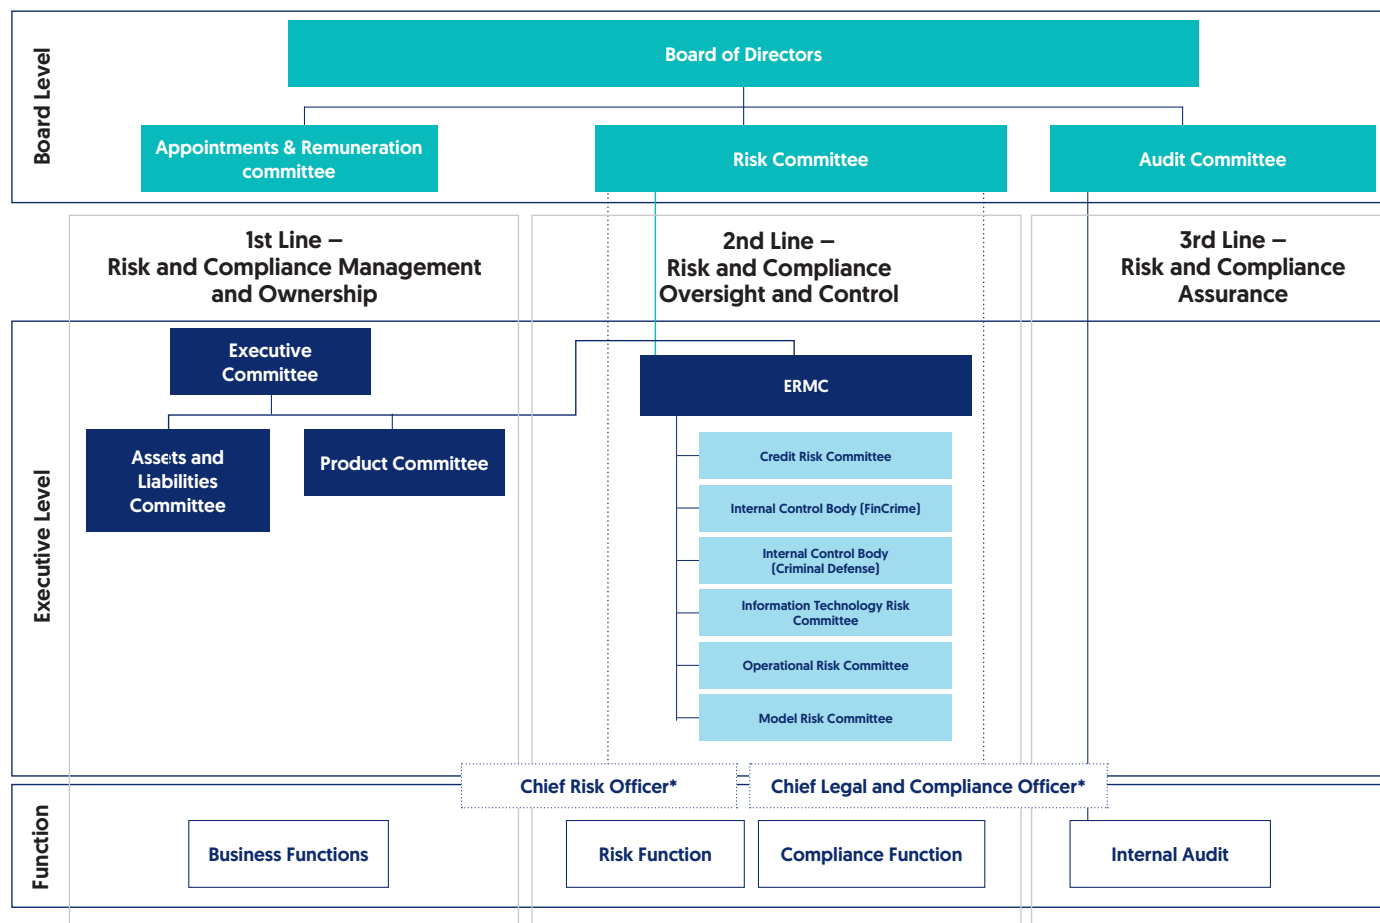 Board Level
Board of Directors
Appointments & Remuneration
committee
Risk Committee
Audit Committee
1st Line –
Risk and Compliance Management
and Ownership
2nd Line –
Risk and Compliance
Oversight and Control
3rd Line –
Risk and Compliance
Assurance
Executive Level
Executive
Committee
Assets and
Liabilities
Committee
Product Committee
ERMC
Credit Risk Committee
Internal Control Body (FinCrime)
Internal Control Body
(Criminal Defense)
Information Technology Risk
Committee
Operational Risk Committee
Model Risk Committee
Chief Risk Officer*
Chief Legal and Compliance Officer*
Function
Business Functions
Risk Function
Compliance Function
Internal Audit